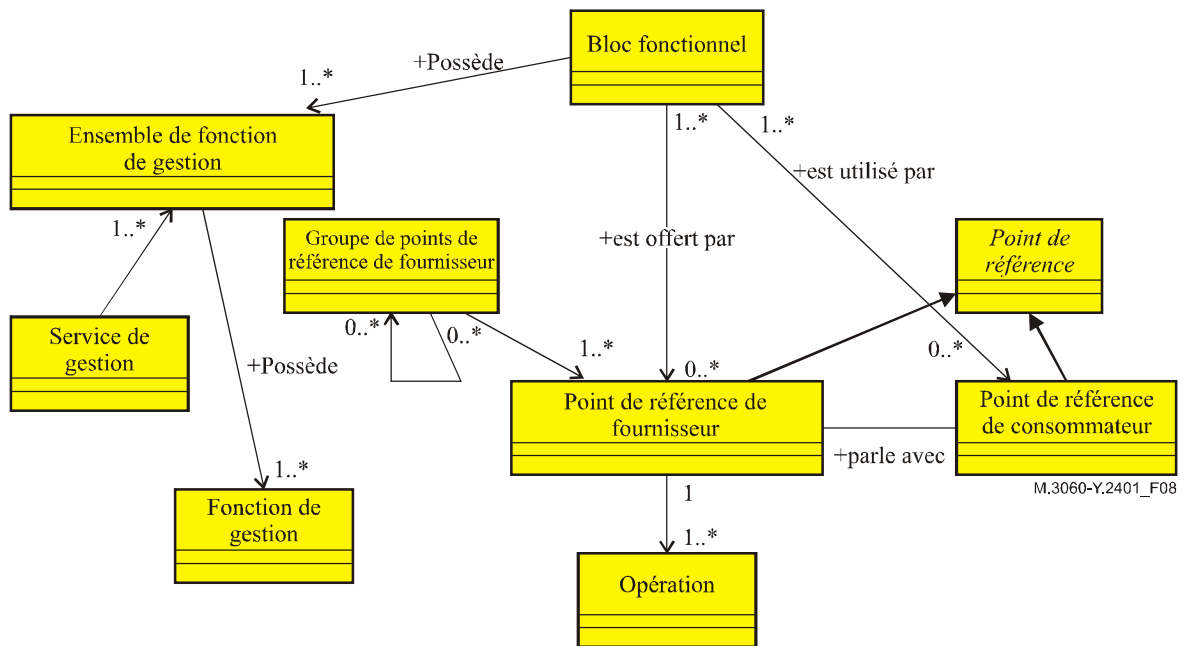 Bloc fonctionnel
+Possède
1..*
Ensemble de fonction
de gestion
1..*
1..*
+est utilisé par
1..*
Groupe de points de
référence de fournisseur
+est offert par
Point de
référence
Service de
gestion
0..*
0..*
1..*
0..*
0..*
+Possède
Point de référence de
fournisseur
Point de référence
de consommateur
+parle avec
1..*
M.3060-Y.2401_F08
Fonction de
gestion
1
1..*
Opération